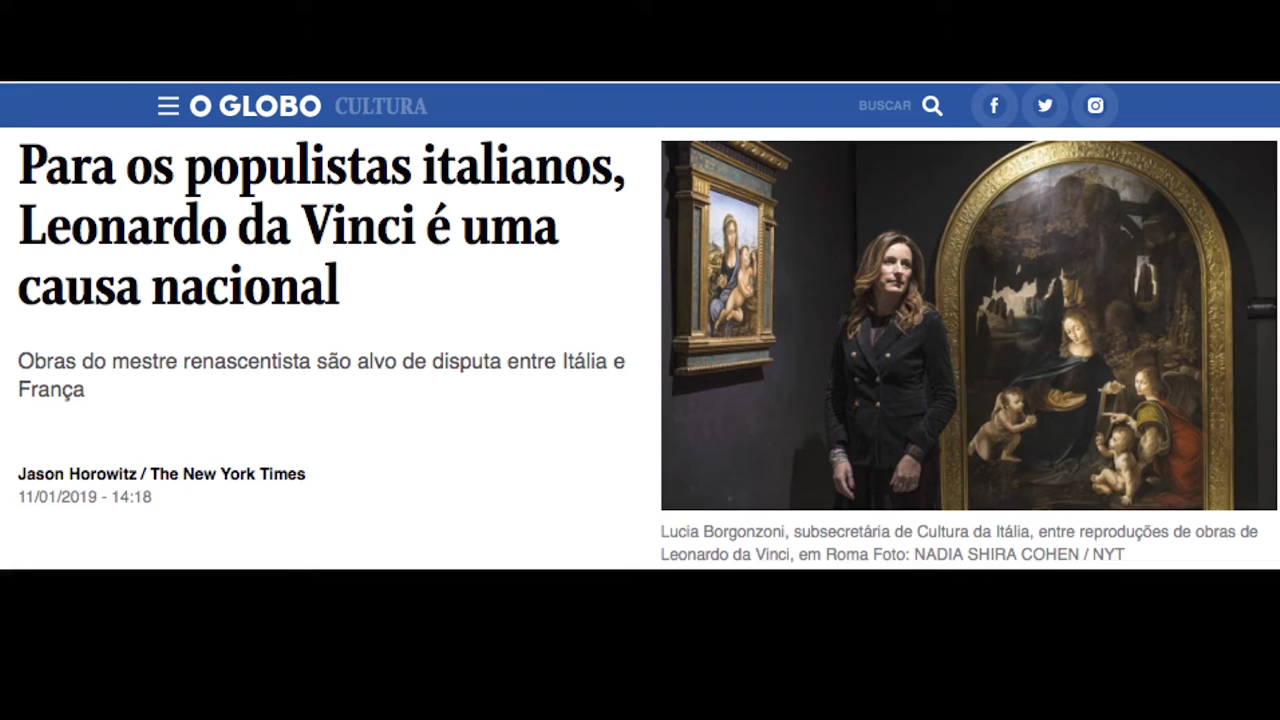 O GLOBO CULTURA
BUSCAR
Para os populistas italianos,
Leonardo da Vinci é uma
causa nacional
Obras do mestre renascentista são alvo de disputa entre Itália e
França
Jason Horowitz / The New York Times
11/01/2019 - 14:18
Lucia Borgonzoni, subsecretária de Cultura da Itália, entre reproduções de obras de
Leonardo da Vinci, em Roma Foto: NADIA SHIRA COHEN / NYT